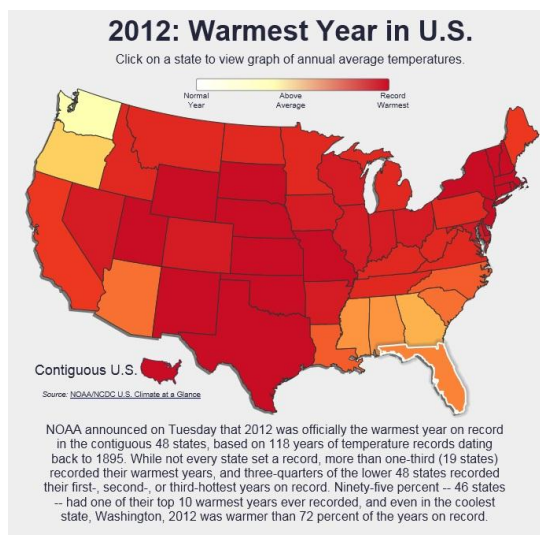 2012: Warmest Year in U.S.
Click on a state to view graph of annual average temperatures.
Normal Year
Above Average
Record Warmest
Contiguous U.S.
Source: NOAA/NCDC U.S. Climate at a Glance
NOAA announced on Tuesday that 2012 was officially the warmest year on record
in the contiguous 48 states, based on 118 years of temperature records dating
back to 1895. While not every state set a record, more than one-third (19 states)
recorded their warmest years, and three-quarters of the lower 48 states recorded
their first-, second-, or third-hottest years on record. Ninety-five percent -- 46 states
-- had one of their top 10 warmest years ever recorded, and even in the coolest
state, Washington, 2012 was warmer than 72 percent of the years on record.